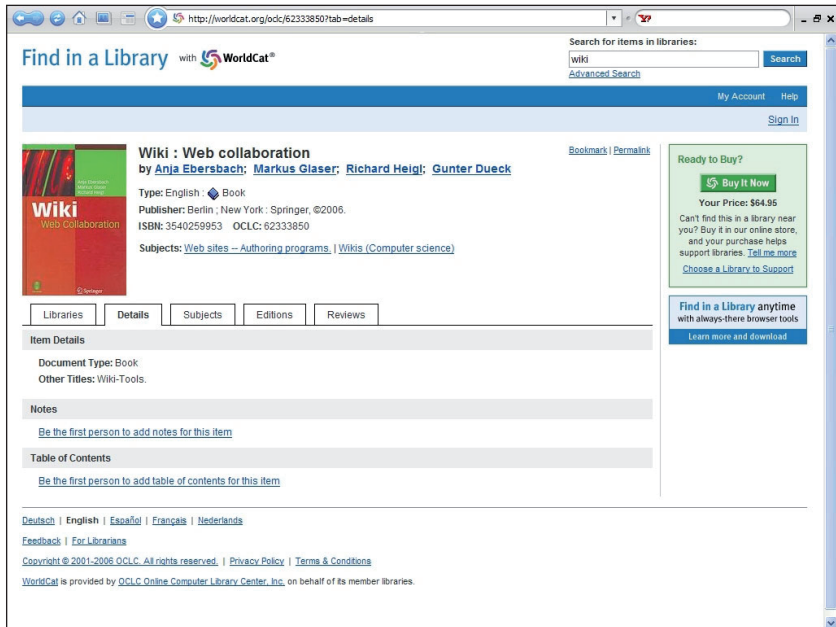 http://worldcat.org/oclc/62333850?tab=details
Find in a Library with WorldCat®
Search for items in libraries:
wiki
Search
Advanced Search
My Account Help
Sign In
Wiki : Web collaboration
by Anja Ebersbach; Markus Glaser; Richard Heigl; Gunter Dueck
Type: English : Book
Publisher: Berlin ; New York : Springer, ©2006.
ISBN: 3540259953 OCLC: 62333850
Subjects: Web sites -- Authoring programs. | Wikis (Computer science)
Bookmark | Permalink
Anja Ebersbach
Markus Glaser
Richard Heigl
Wiki
Web Collaboration
Springer
Ready to Buy?
Buy It Now
Your Price: $64.95
Can't find this in a library near
you? Buy it in our online store,
and your purchase helps
support libraries. Tell me more
Choose a Library to Support
Find in a Library anytime
with always-there browser tools
Learn more and download
Libraries Details Subjects Editions Reviews
Item Details
Document Type: Book
Other Titles: Wiki-Tools.
Notes
Be the first person to add notes for this item
Table of Contents
Be the first person to add table of contents for this item
Deutsch | English | Español | Français | Nederlands
Feedback | For Librarians
Copyright © 2001-2006 OCLC. All rights reserved. | Privacy Policy | Terms & Conditions
WorldCat is provided by OCLC Online Computer Library Center, Inc. on behalf of its member libraries.